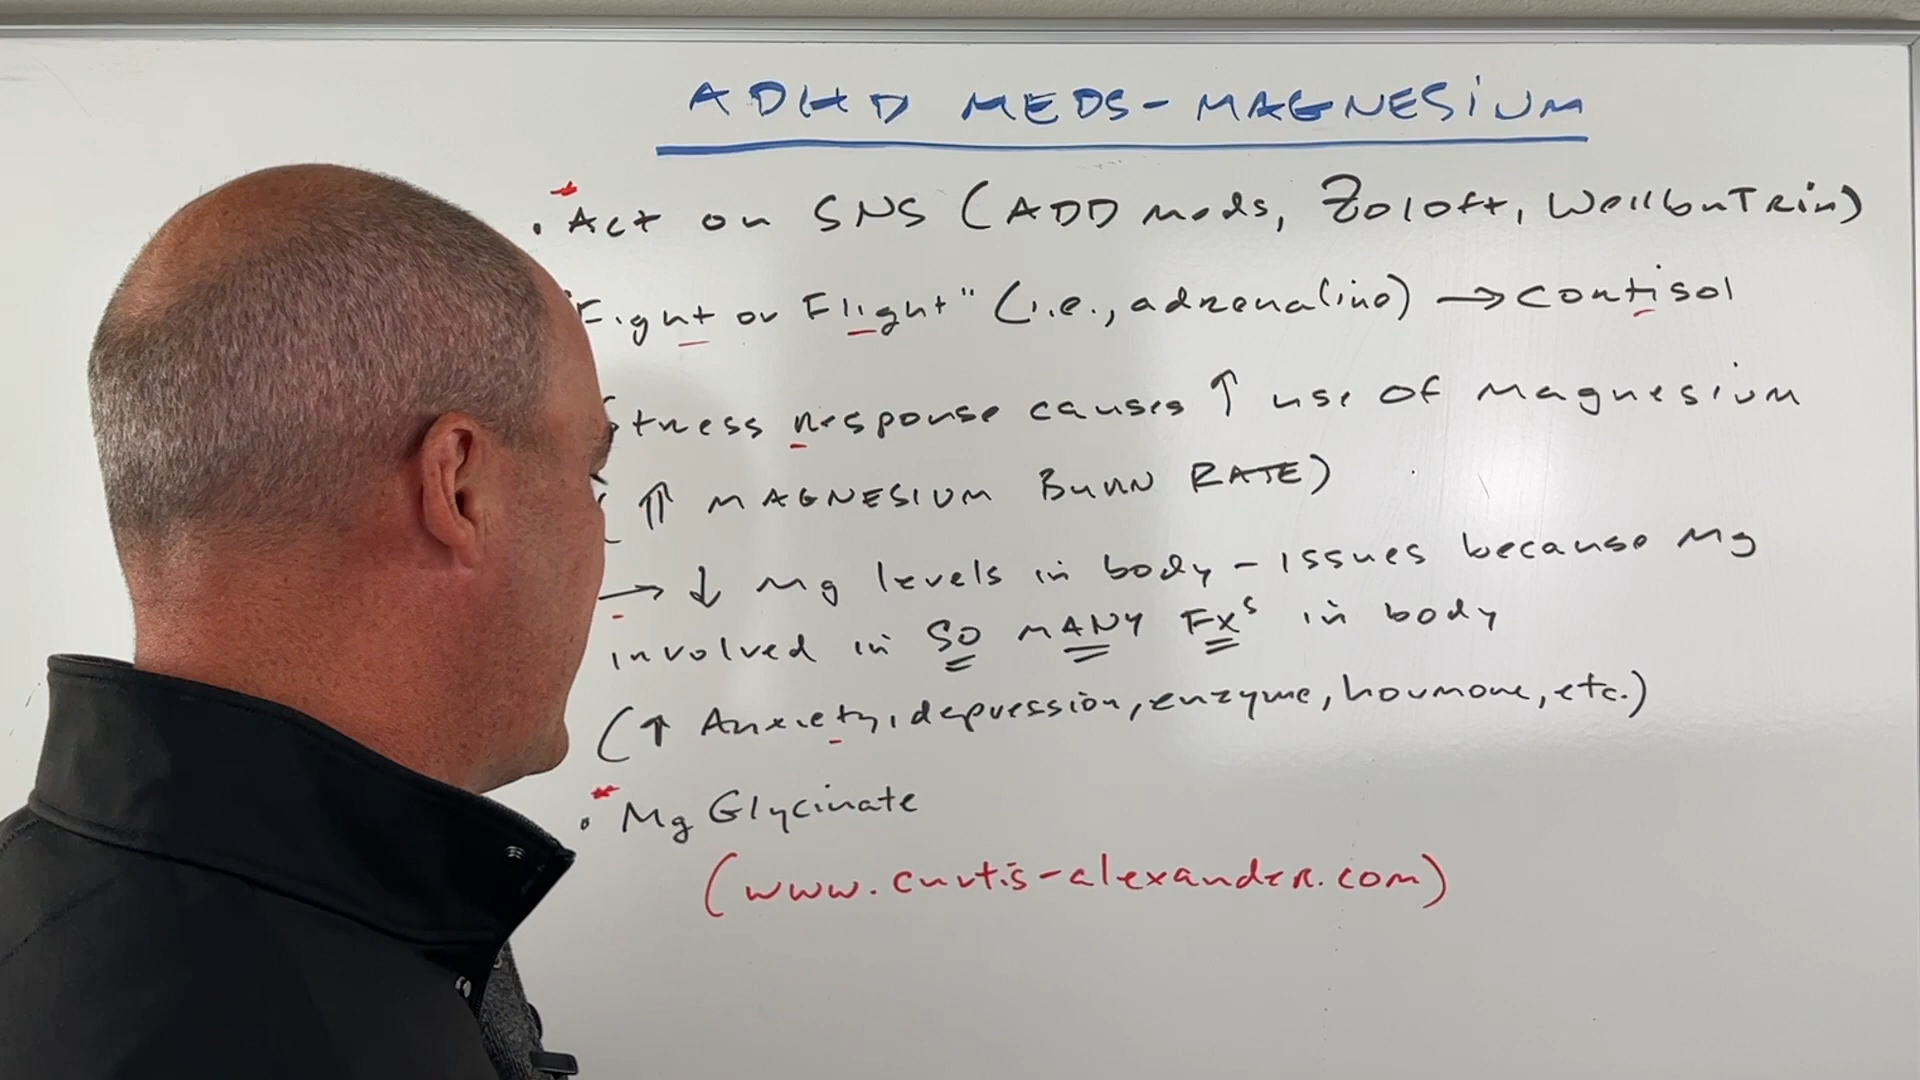 ADHD MEDS - MAGNESIUM
• Act on SNS (ADD meds, Zoloft, Wellbutrin)
"Fight or Flight" (i.e., adrenaline) → cortisol
Stress response causes ↑ use of Magnesium
(⇑ MAGNESIUM BURN RATE)
→ ↓ Mg levels in body - issues because Mg
involved in SO MANY Fxs in body
(↑ Anxiety, depression, enzyme, hormone, etc.)
• Mg Glycinate
(www.curtis-alexander.com)